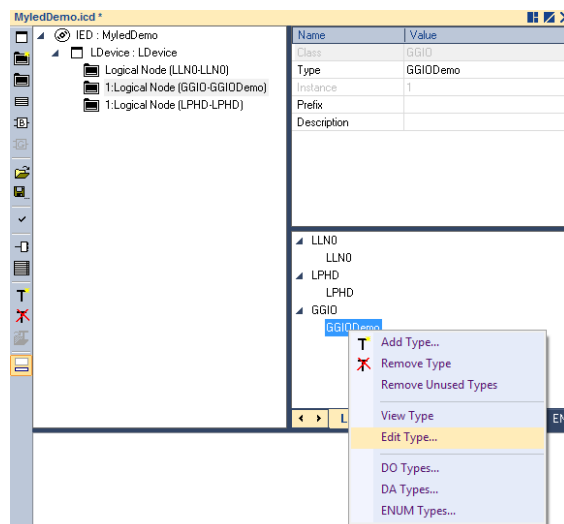 MyledDemo.icd *
IED : MyledDemo
LDevice : LDevice
Logical Node (LLN0-LLN0)
1:Logical Node (GGIO-GGIODemo)
1:Logical Node (LPHD-LPHD)
Name Value
Class GGIO
Type GGIODemo
Instance 1
Prefix
Description
LLN0
LLN0
LPHD
LPHD
GGIO
GGIODemo
Add Type...
Remove Type
Remove Unused Types
View Type
Edit Type...
DO Types...
DA Types...
ENUM Types...
L
EN